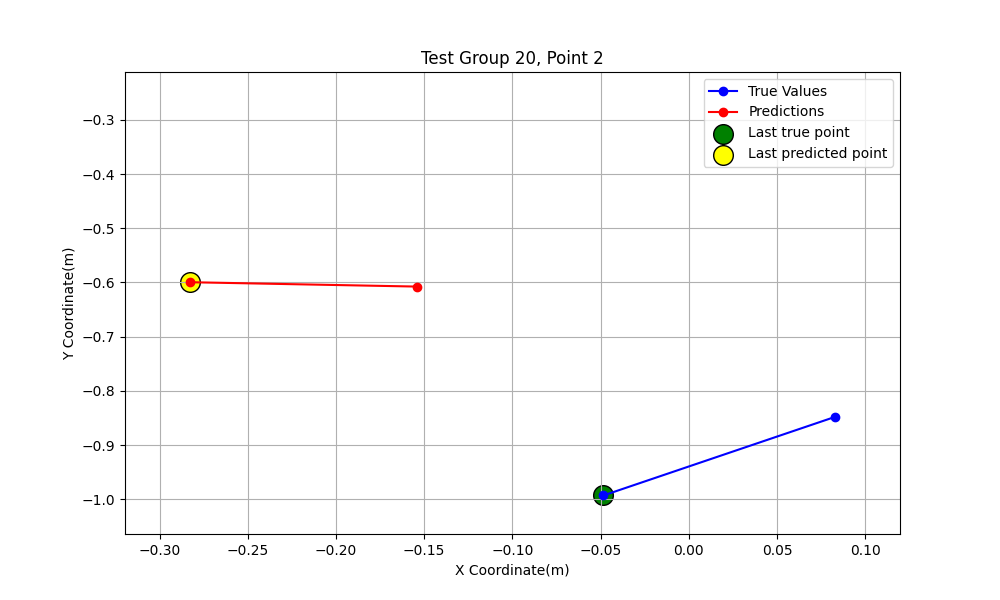 Test Group 20, Point 2
True Values
Predictions
Last true point
Last predicted point
Y Coordinate(m)
−0.3
−0.4
−0.5
−0.6
−0.7
−0.8
−0.9
−1.0
−0.30
−0.25
−0.20
−0.15
−0.10
−0.05
0.00
0.05
0.10
X Coordinate(m)